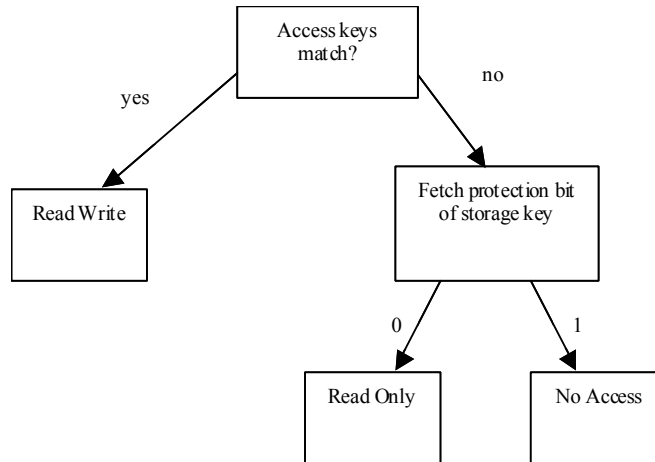 Access keys
match?
yes
no
Read Write
Fetch protection bit
of storage key
0
1
Read Only
No Access